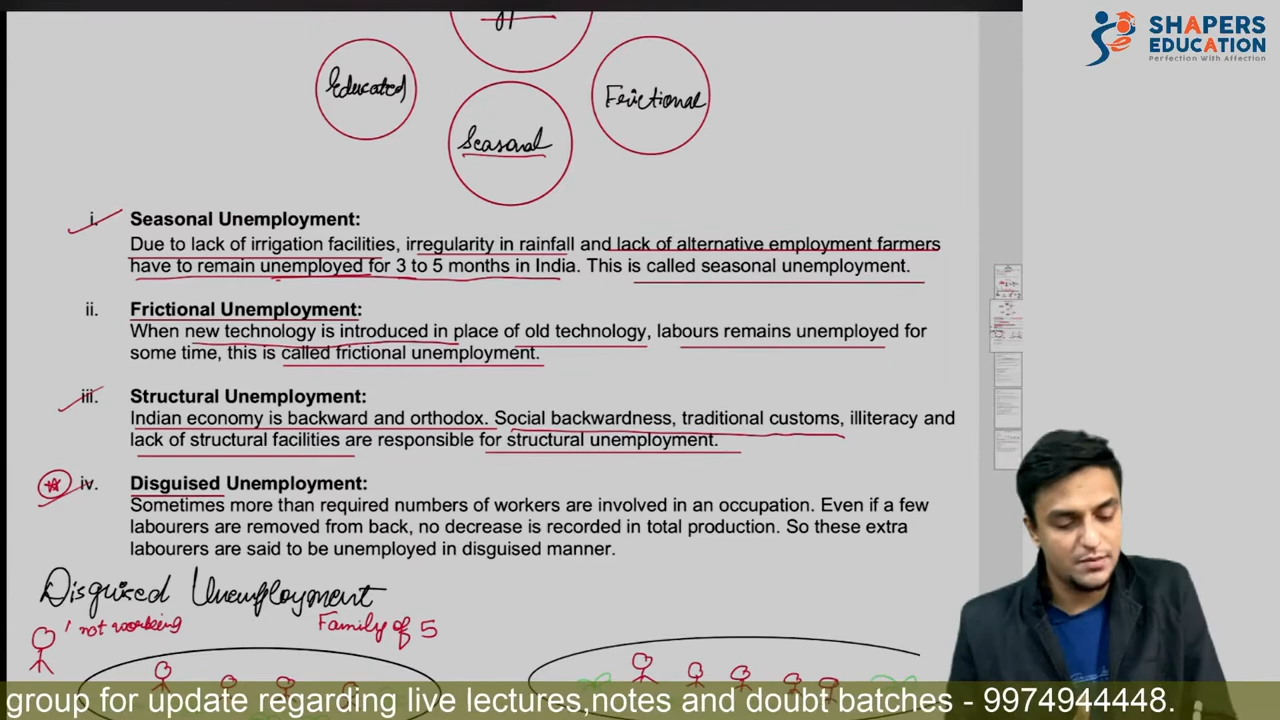 SHAPERS
EDUCATION
Perfection With Affection
Educated
Frictional
Seasonal
i. Seasonal Unemployment:
Due to lack of irrigation facilities, irregularity in rainfall and lack of alternative employment farmers
have to remain unemployed for 3 to 5 months in India. This is called seasonal unemployment.
ii. Frictional Unemployment:
When new technology is introduced in place of old technology, labours remains unemployed for
some time, this is called frictional unemployment.
iii. Structural Unemployment:
Indian economy is backward and orthodox. Social backwardness, traditional customs, illiteracy and
lack of structural facilities are responsible for structural unemployment.
iv. Disguised Unemployment:
Sometimes more than required numbers of workers are involved in an occupation. Even if a few
labourers are removed from back, no decrease is recorded in total production. So these extra
labourers are said to be unemployed in disguised manner.
Disguised Unemployment
1 not working
Family of 5
group for update regarding live lectures,notes and doubt batches - 9974944448.